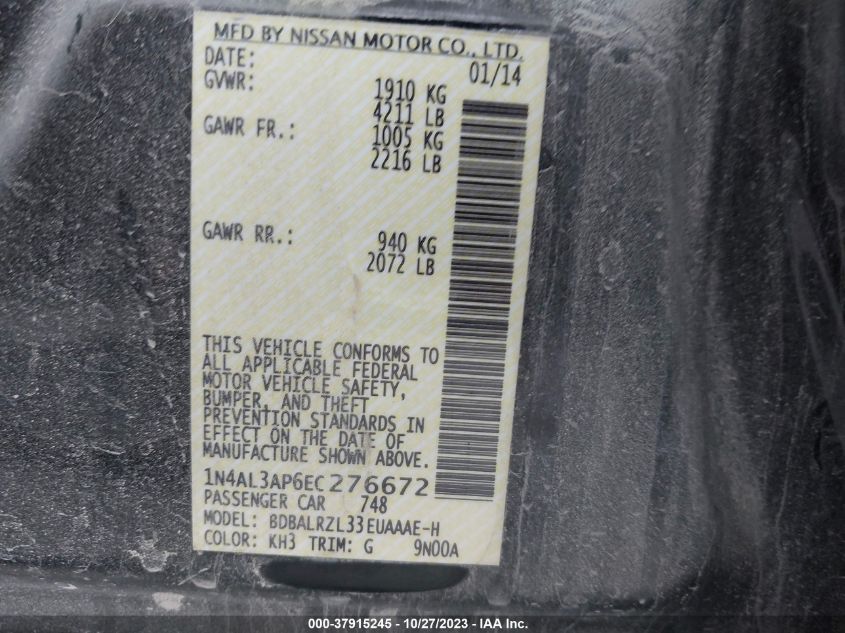 MFD BY NISSAN MOTOR CO., LTD.
DATE: 01/14
GVWR: 1910 KG
4211 LB
GAWR FR.: 1005 KG
2216 LB
GAWR RR.: 940 KG
2072 LB
THIS VEHICLE CONFORMS TO
ALL APPLICABLE FEDERAL
MOTOR VEHICLE SAFETY,
BUMPER, AND THEFT
PREVENTION STANDARDS IN
EFFECT ON THE DATE OF
MANUFACTURE SHOWN ABOVE.
1N4AL3AP6EC276672
PASSENGER CAR 748
MODEL: BDBALRZL33EUAAAE-H
COLOR: KH3 TRIM: G 9N00A
000-37915245 - 10/27/2023 - IAA Inc.